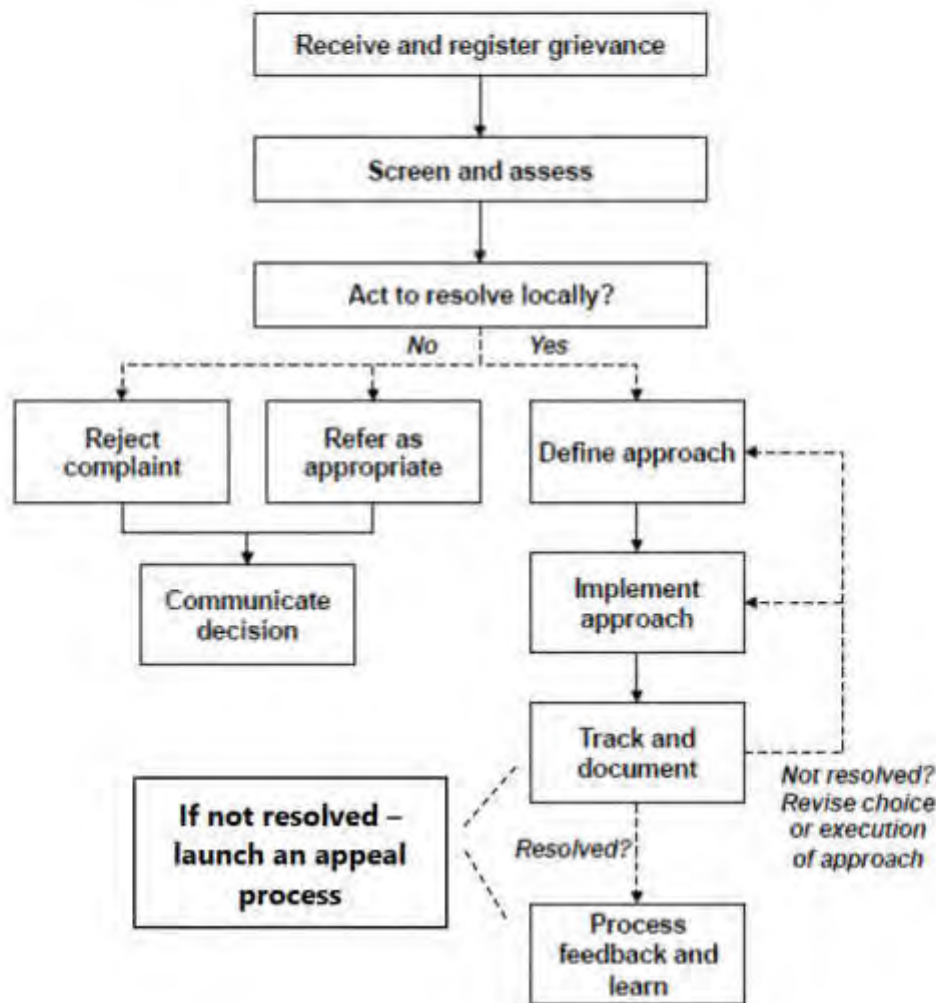 Receive and register grievance
Screen and assess
Act to resolve locally?
No
Yes
Reject
complaint
Refer as
appropriate
Define approach
Communicate
decision
Implement
approach
Track and
document
If not resolved –
launch an appeal
process
Resolved?
Not resolved?
Revise choice
or execution
of approach
Process
feedback and
learn